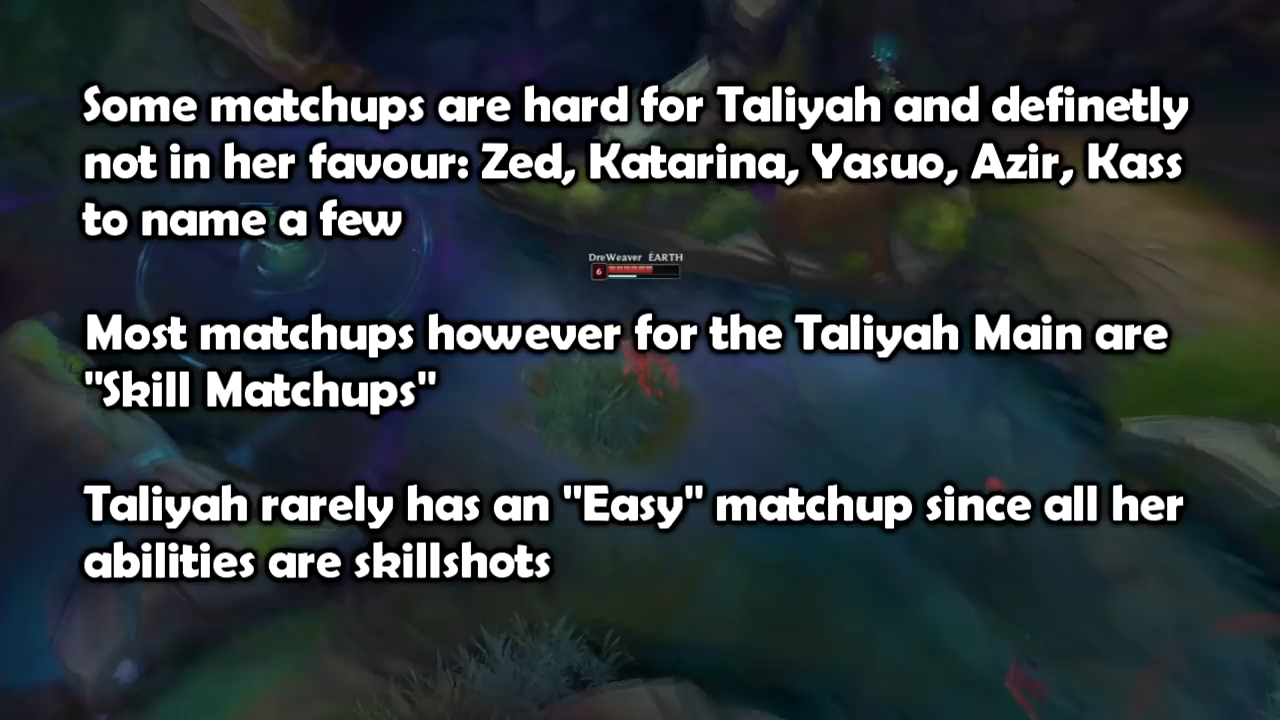 Some matchups are hard for Taliyah and definetly
not in her favour: Zed, Katarina, Yasuo, Azir, Kass
to name a few
DreWeaver ÉARTH
6
Most matchups however for the Taliyah Main are
"Skill Matchups"
Taliyah rarely has an "Easy" matchup since all her
abilities are skillshots